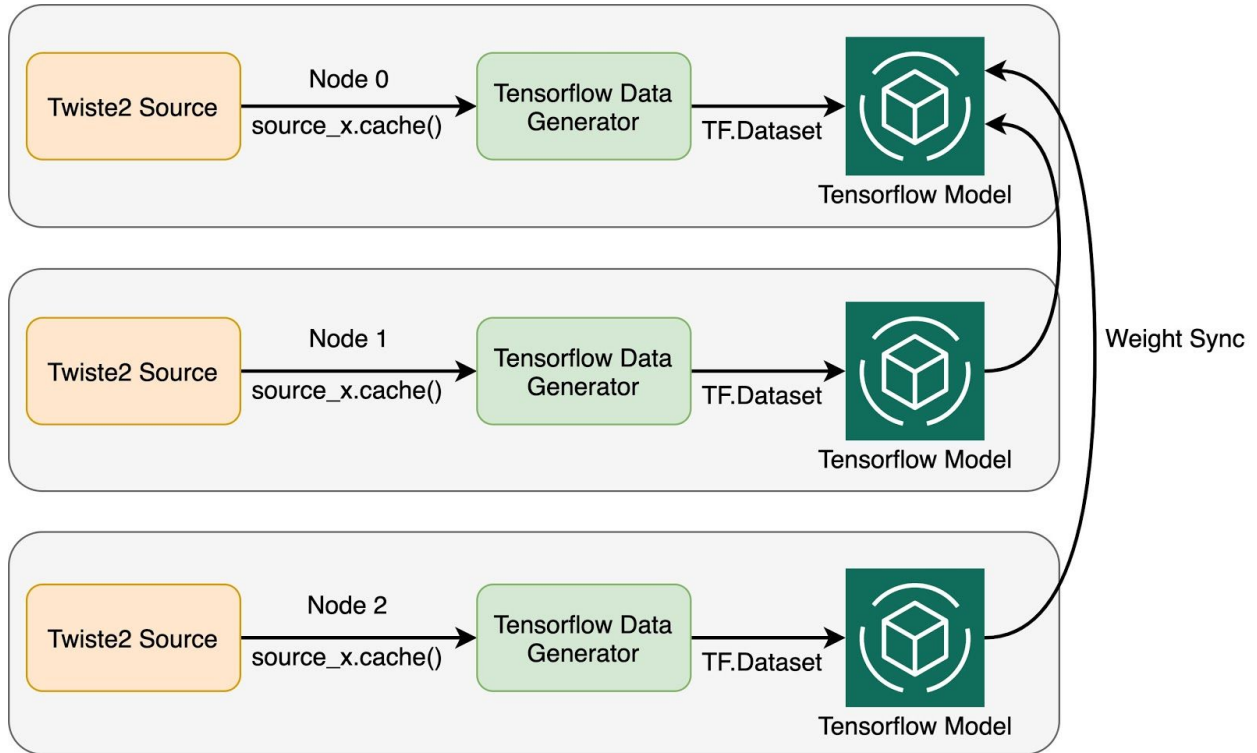 Node 0
Twiste2 Source
source_x.cache()
Tensorflow Data
Generator
TF.Dataset
Tensorflow Model
Node 1
Twiste2 Source
source_x.cache()
Tensorflow Data
Generator
TF.Dataset
Tensorflow Model
Weight Sync
Node 2
Twiste2 Source
source_x.cache()
Tensorflow Data
Generator
TF.Dataset
Tensorflow Model